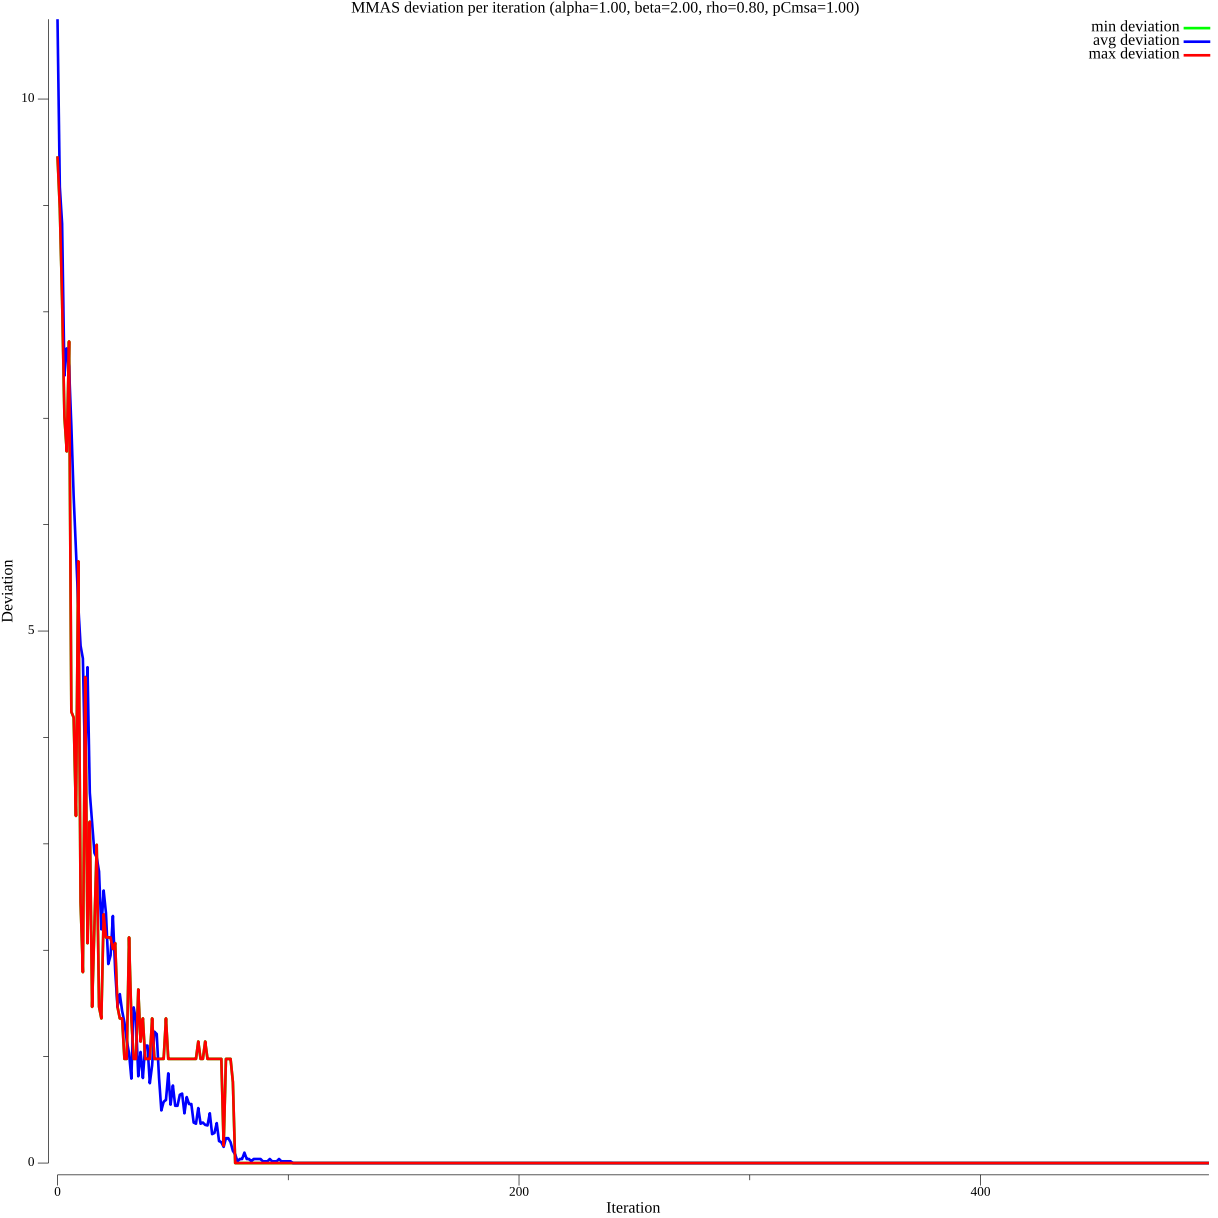 MMAS deviation per iteration (alpha=1.00, beta=2.00, rho=0.80, pCmsa=1.00)
min deviation
avg deviation
max deviation
10
5
0
Deviation
0
200
400
Iteration